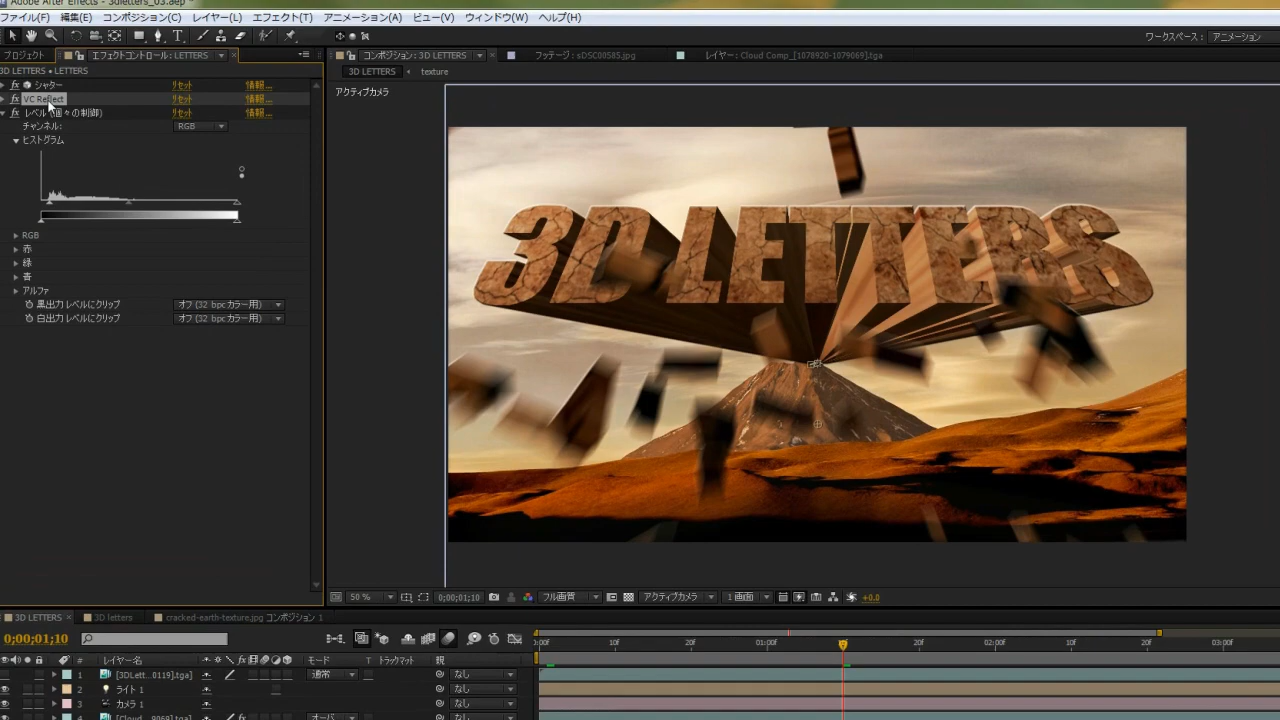 Adobe After Effects - 3dletters_03.aep *
ファイル(F) 編集(E) コンポジション(C) レイヤー(L) エフェクト(T) アニメーション(A) ビュー(V) ウィンドウ(W) ヘルプ(H)
ワークスペース: アニメーション
プロジェクト エフェクトコントロール: LETTERS コンポジション: 3D LETTERS フッテージ: sDSC00585.jpg レイヤー: Cloud Comp_[1078920-1079069].tga
3D LETTERS • LETTERS
3D LETTERS texture
シャター リセット 情報...
アクティブカメラ
VC Reflect リセット 情報...
レベル (個々の制御) リセット 情報...
チャンネル: RGB
ヒストグラム
3D LETTERS
RGB
赤
緑
青
アルファ
黒出力レベルにクリップ オフ (32 bpc カラー用)
白出力レベルにクリップ オフ (32 bpc カラー用)
50 % 0;00;01;10 フル画質 アクティブカメラ 1 画面 +0.0
3D LETTERS 3D letters cracked-earth-texture.jpg コンポジション 1
0;00;01;10
:00f 10f 20f 01:00f 10f 20f 02:00f 10f 20f 03:00f
# レイヤー名 モード T トラックマット 親
1 [3DLett...0119].tga] 通常 なし
2 ライト 1 なし
3 カメラ 1 なし
4 [Cloud...9069].tga] オーバ なし